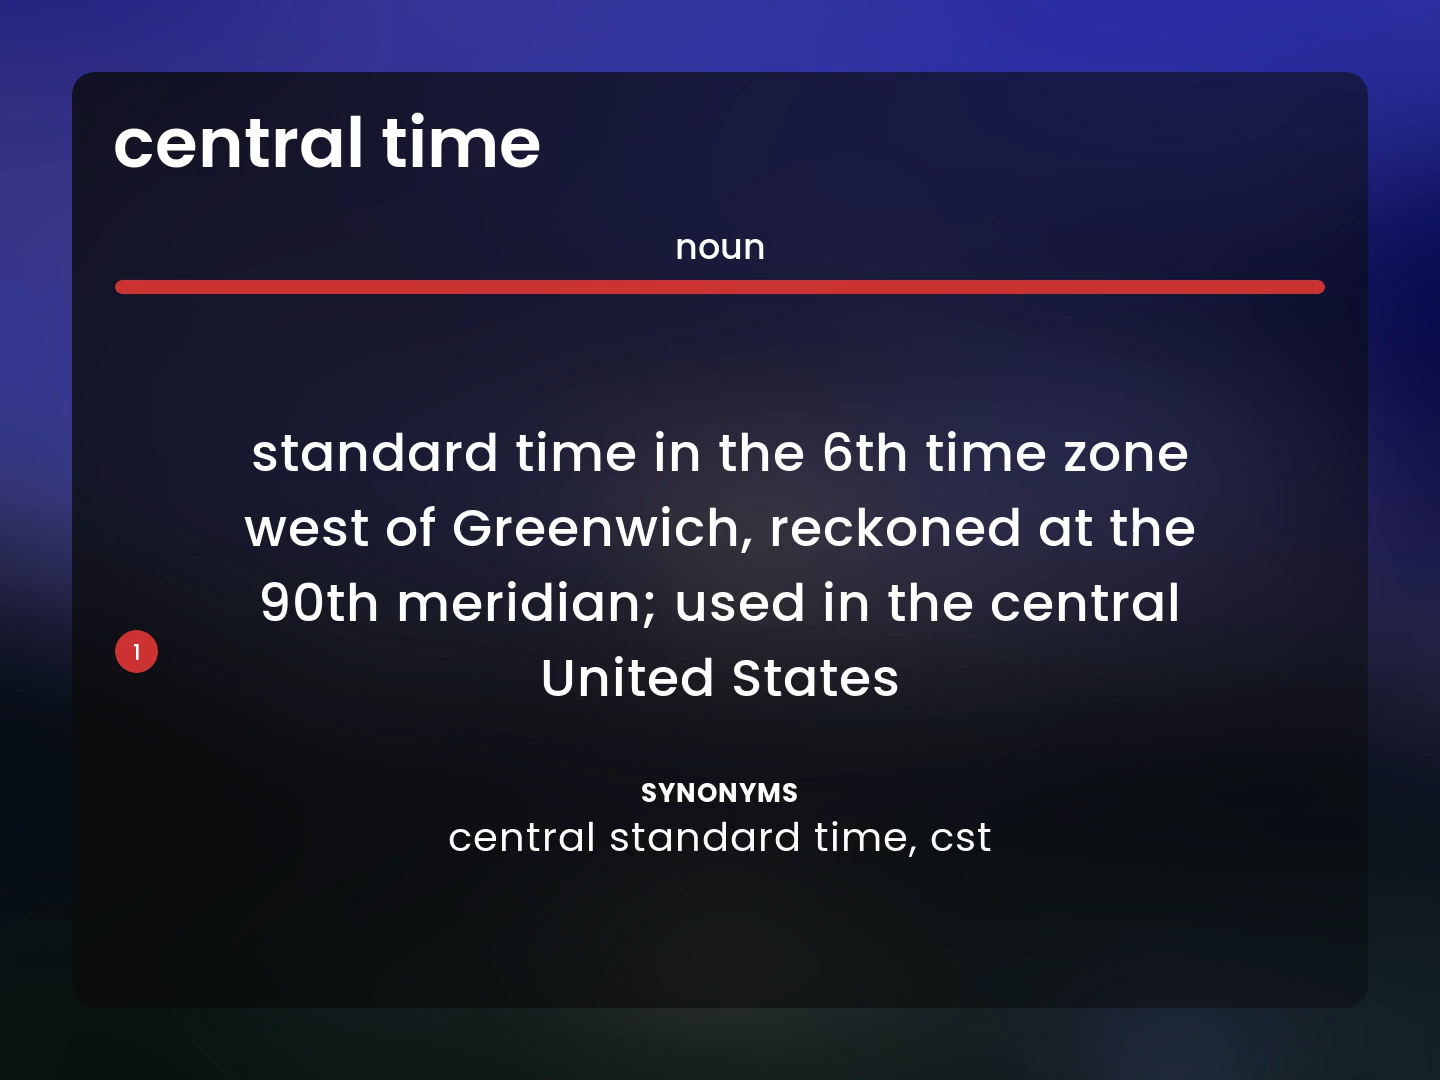 central time
noun
standard time in the 6th time zone
west of Greenwich, reckoned at the
90th meridian; used in the central
1
United States
SYNONYMS
central standard time, cst